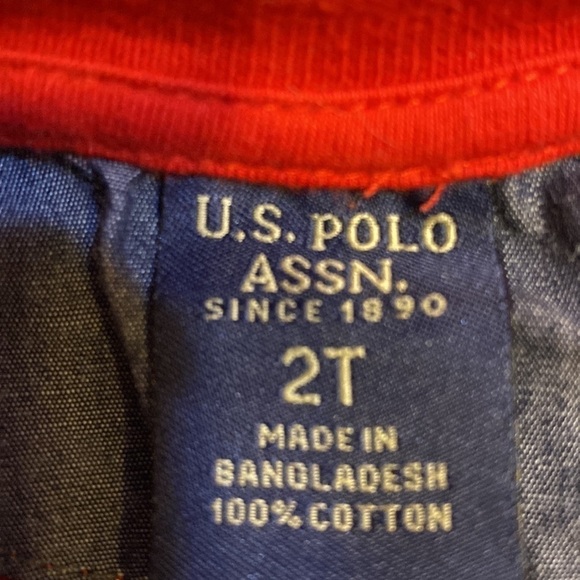 U.S. POLO
ASSN.
SINCE 1890
2T
MADE IN
BANGLADESH
100% COTTON